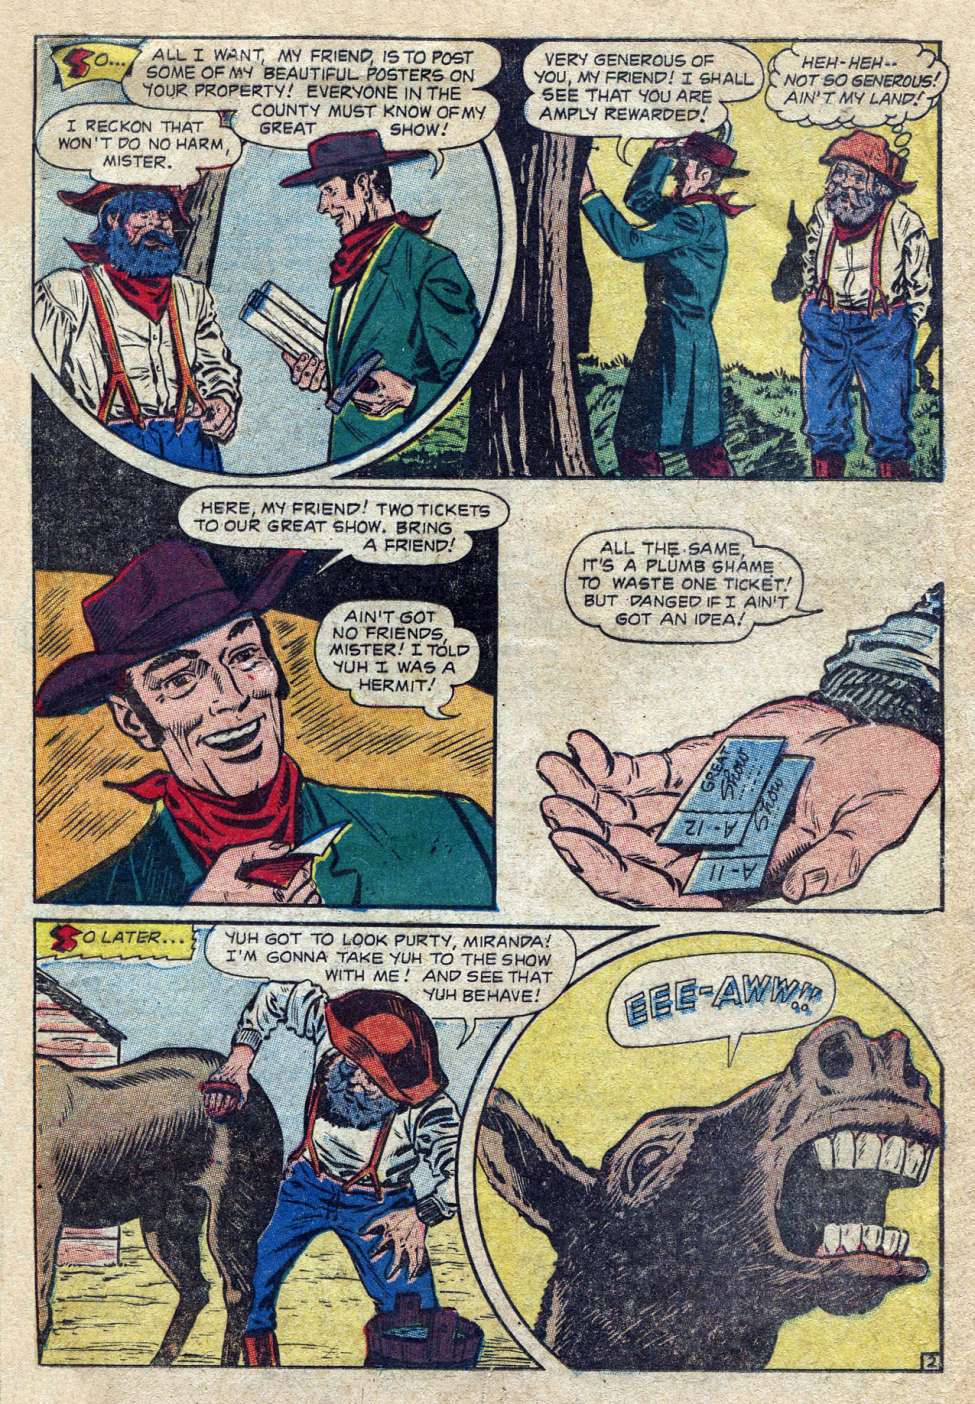 SO...
ALL I WANT, MY FRIEND, IS TO POST
SOME OF MY BEAUTIFUL POSTERS ON
YOUR PROPERTY! EVERYONE IN THE
COUNTY MUST KNOW OF MY
GREAT SHOW!
I RECKON THAT
WON'T DO NO HARM,
MISTER.
VERY GENEROUS OF
YOU, MY FRIEND! I SHALL
SEE THAT YOU ARE
AMPLY REWARDED!
HEH-HEH--
NOT SO GENEROUS!
AIN'T MY LAND!
HERE, MY FRIEND! TWO TICKETS
TO OUR GREAT SHOW. BRING
A FRIEND!
AIN'T GOT
NO FRIENDS,
MISTER! I TOLD
YUH I WAS A
HERMIT!
ALL THE SAME,
IT'S A PLUMB SHAME
TO WASTE ONE TICKET!
BUT DANGED IF I AIN'T
GOT AN IDEA!
GREAT
Show
A-12
Show
A-11
SO LATER...
YUH GOT TO LOOK PURTY, MIRANDA!
I'M GONNA TAKE YUH TO THE SHOW
WITH ME! AND SEE THAT
YUH BEHAVE!
EEE-AWW!!
2